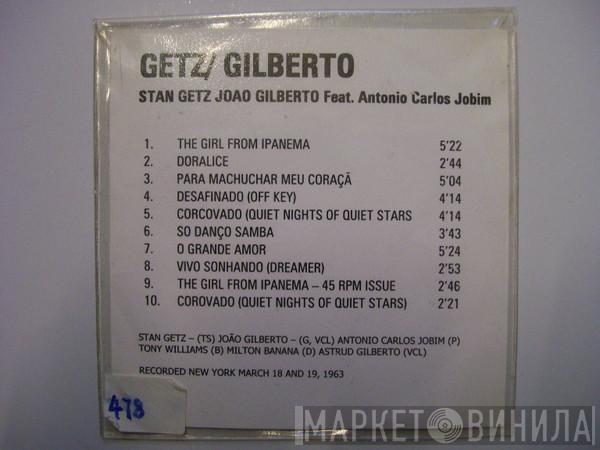 GETZ/ GILBERTO
STAN GETZ JOAO GILBERTO Feat. Antonio Carlos Jobim
1. THE GIRL FROM IPANEMA 5'22
2. DORALICE 2'44
3. PARA MACHUCHAR MEU CORAÇÃ 5'04
4. DESAFINADO (OFF KEY) 4'14
5. CORCOVADO (QUIET NIGHTS OF QUIET STARS 4'14
6. SO DANÇO SAMBA 3'43
7. O GRANDE AMOR 5'24
8. VIVO SONHANDO (DREAMER) 2'53
9. THE GIRL FROM IPANEMA – 45 RPM ISSUE 2'46
10. COROVADO (QUIET NIGHTS OF QUIET STARS) 2'21
STAN GETZ – (TS) JOÃO GILBERTO – (G, VCL) ANTONIO CARLOS JOBIM (P)
TONY WILLIAMS (B) MILTON BANANA (D) ASTRUD GILBERTO (VCL)
RECORDED NEW YORK MARCH 18 AND 19, 1963
478
МАРКЕТ ВИНИЛА